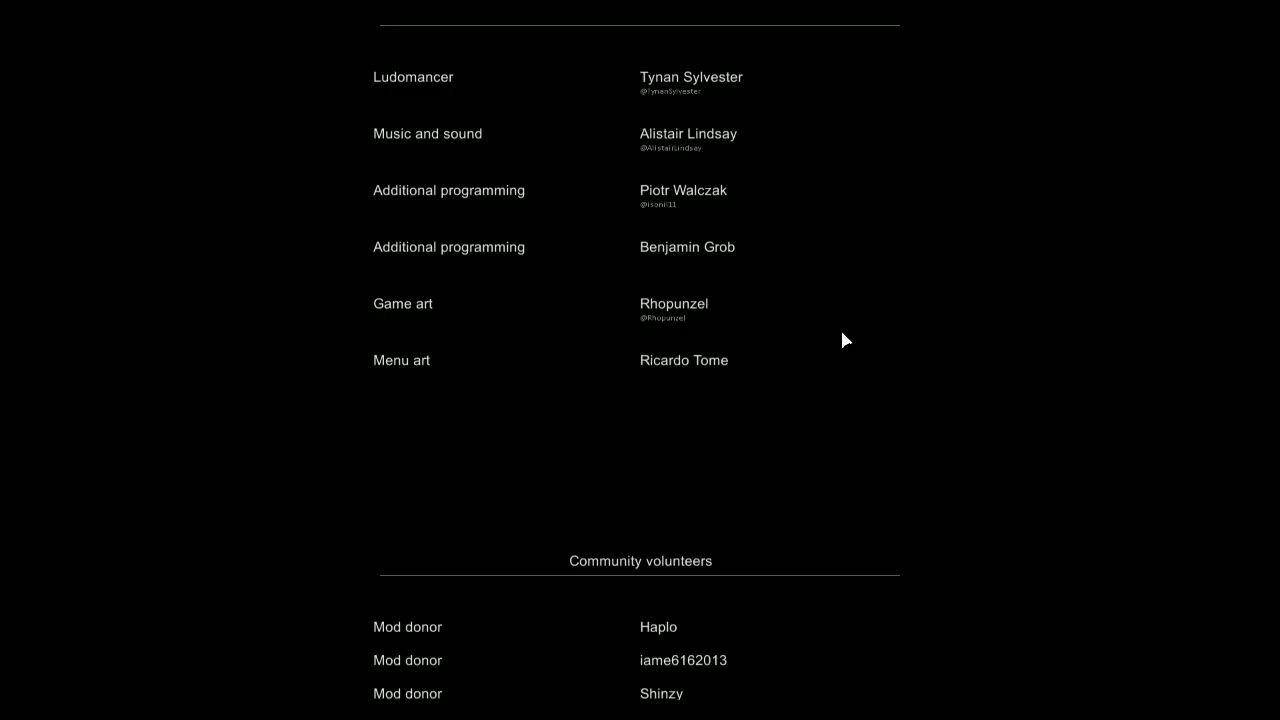 Ludomancer Tynan Sylvester
@TynanSylvester
Music and sound Alistair Lindsay
@AlistairLindsay
Additional programming Piotr Walczak
@isonil11
Additional programming Benjamin Grob
Game art Rhopunzel
@Rhopunzel
Menu art Ricardo Tome
Community volunteers
Mod donor Haplo
Mod donor iame6162013
Mod donor Shinzy